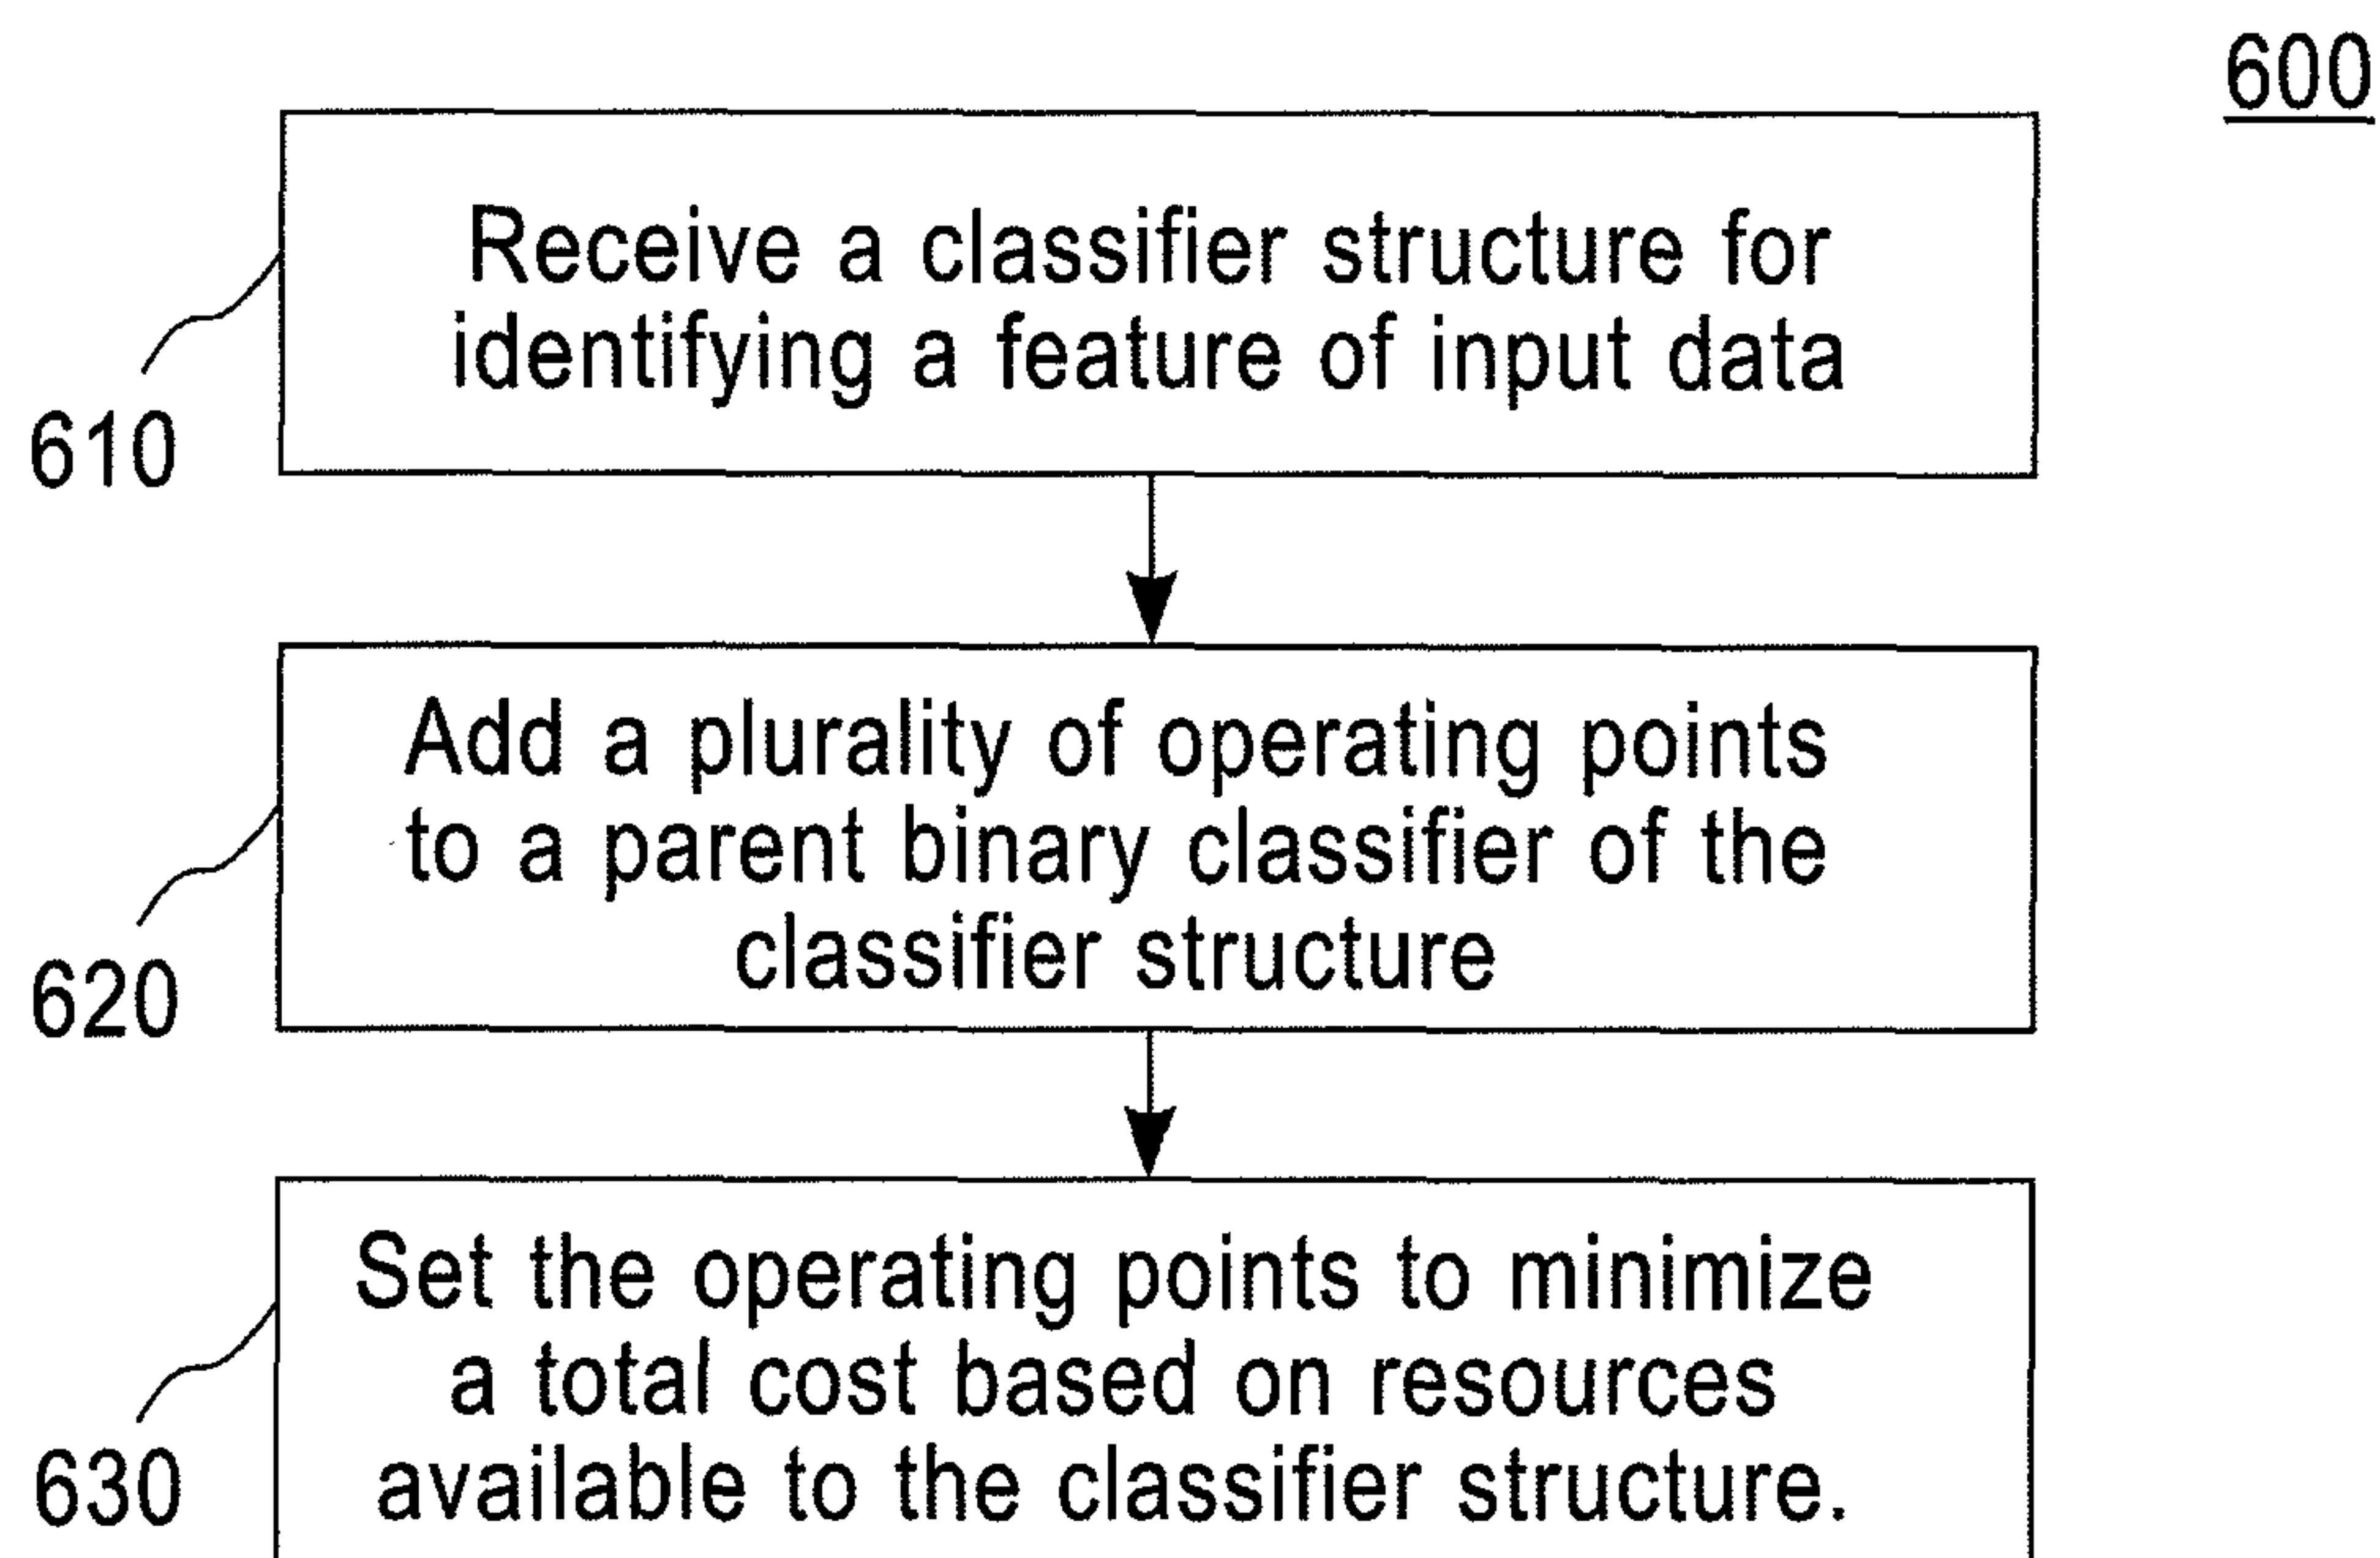 600
Receive a classifier structure for
identifying a feature of input data
610
Add a plurality of operating points
to a parent binary classifier of the
classifier structure
620
Set the operating points to minimize
a total cost based on resources
available to the classifier structure.
630